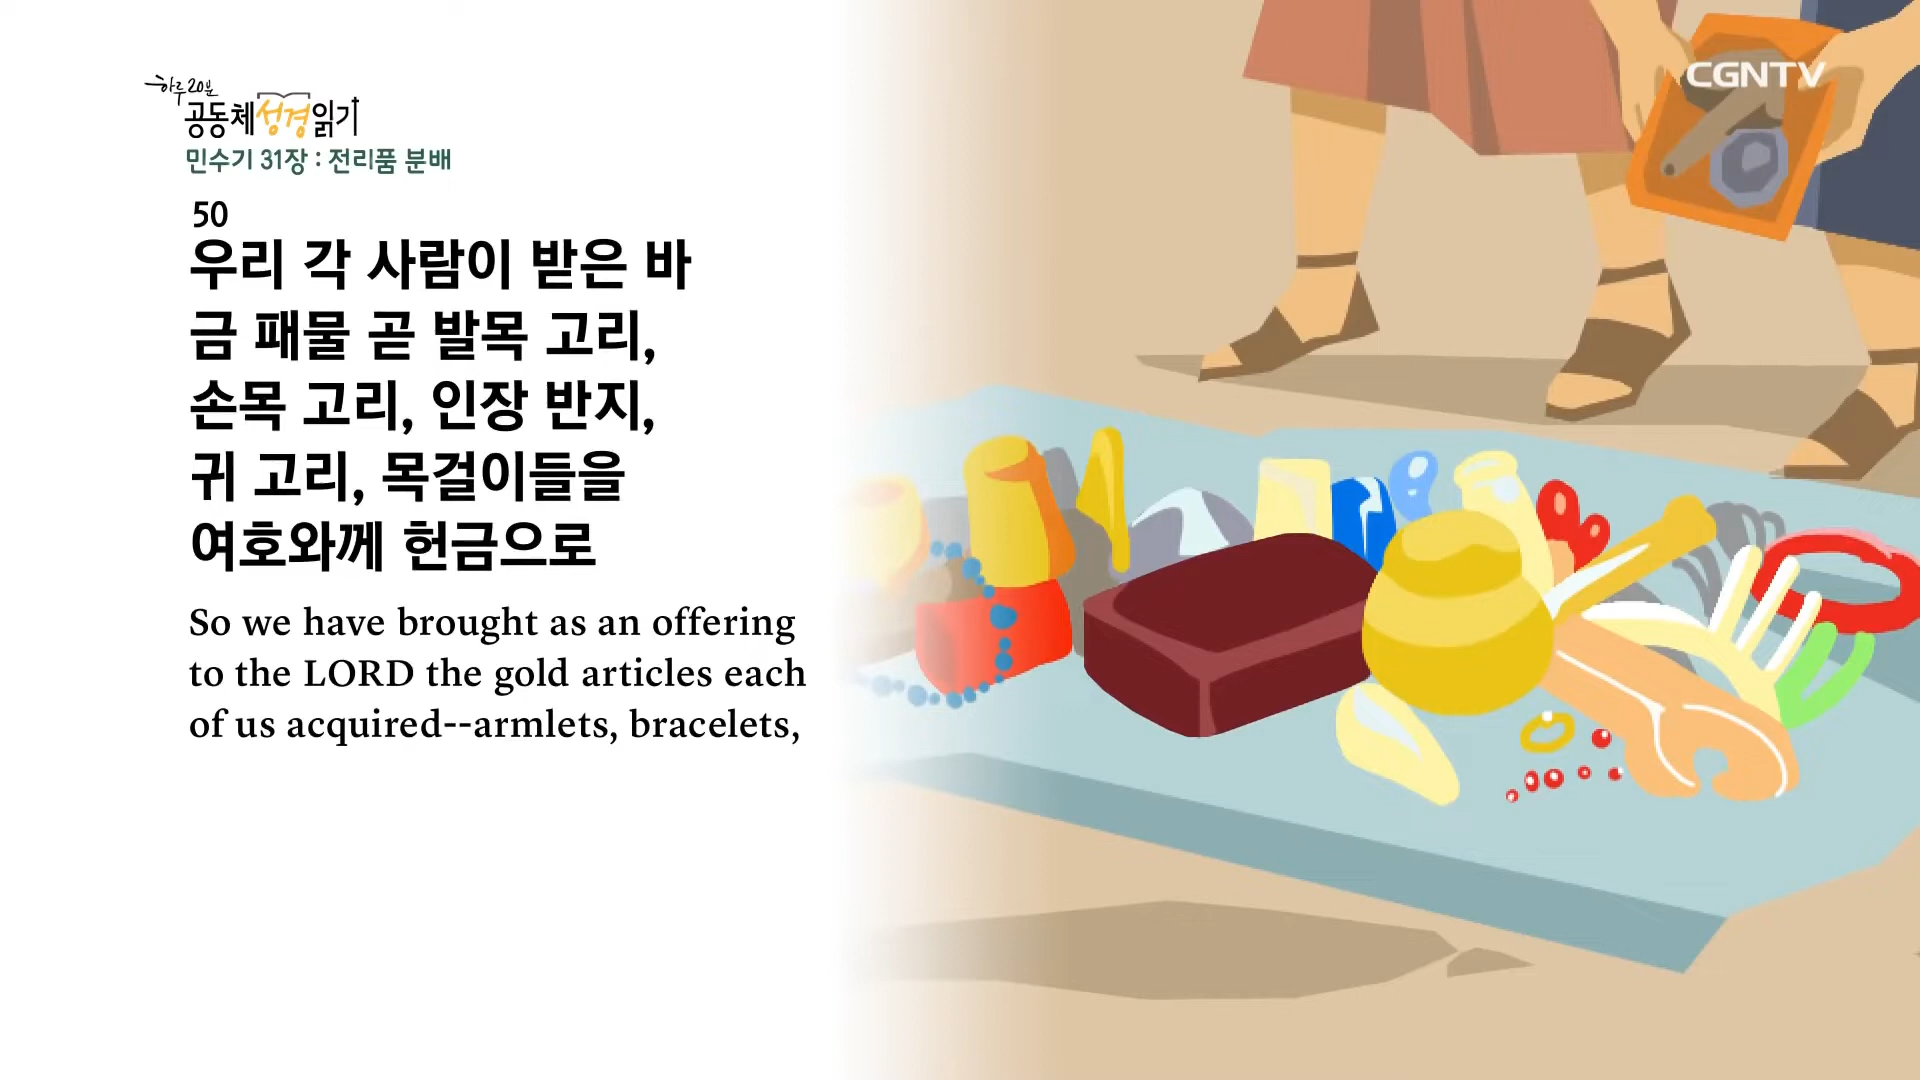 하루 20분
공동체성경읽기
민수기 31장 : 전리품 분배
CGNTV
50
우리 각 사람이 받은 바
금 패물 곧 발목 고리,
손목 고리, 인장 반지,
귀 고리, 목걸이들을
여호와께 헌금으로
So we have brought as an offering
to the LORD the gold articles each
of us acquired--armlets, bracelets,